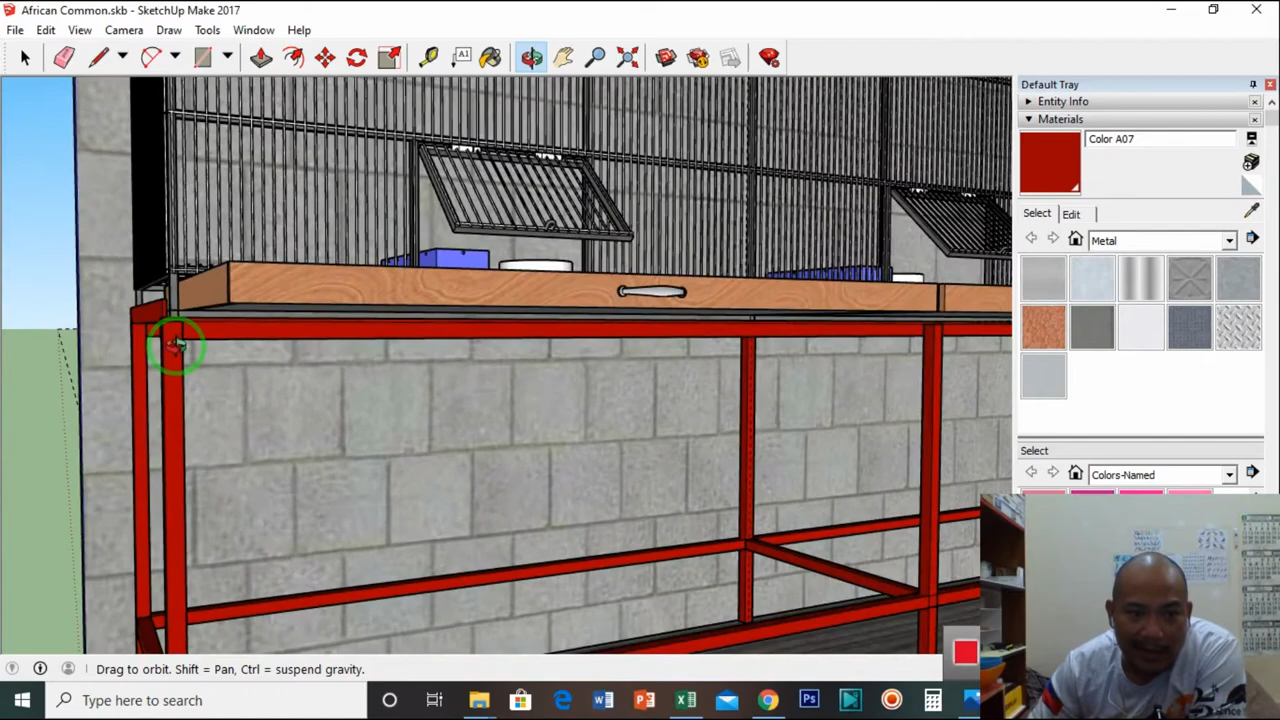 African Common.skb - SketchUp Make 2017
File Edit View Camera Draw Tools Window Help
A1
Default Tray
Entity Info
Materials
Color A07
Select Edit
Metal
Select
Colors-Named
Drag to orbit. Shift = Pan, Ctrl = suspend gravity.
Type here to search